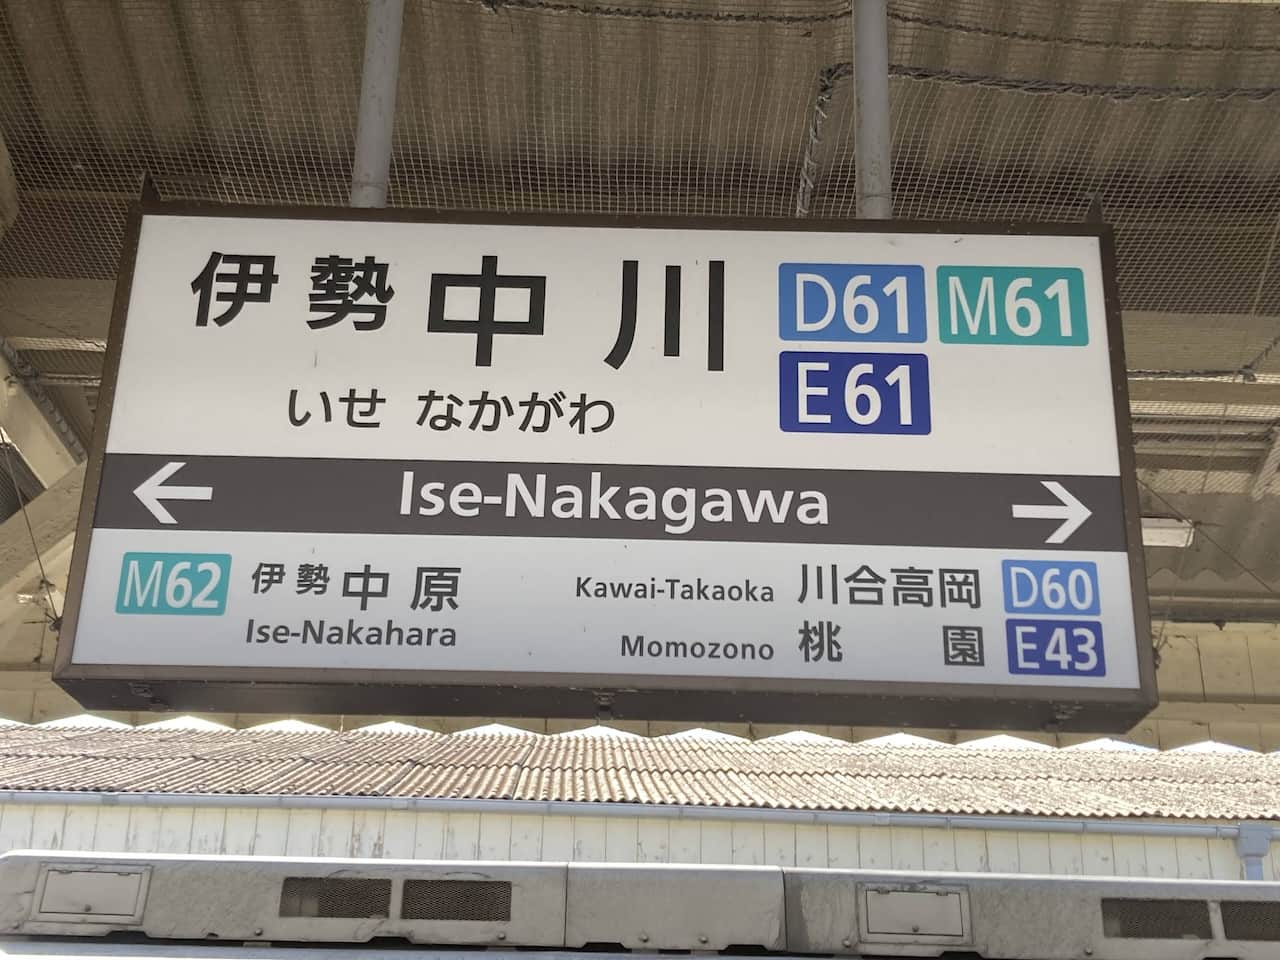 伊勢中川 D61 M61
いせ なかがわ E61
← Ise-Nakagawa →
M62 伊勢中原
Ise-Nakahara
Kawai-Takaoka 川合高岡 D60
Momozono 桃園 E43